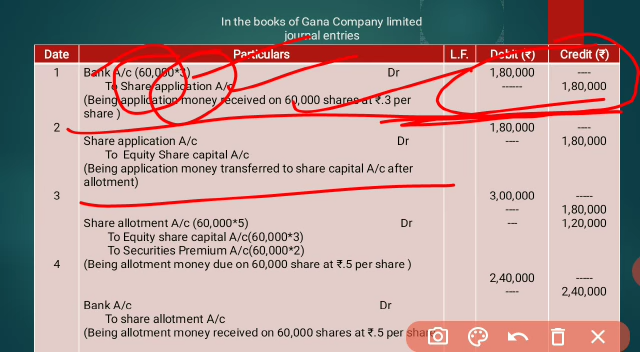 In the books of Gana Company limited
journal entries
Date Particulars L.F. Debit (₹) Credit (₹)
1 Bank A/c (60,000*3) Dr 1,80,000 ----
To Share application A/c ------ 1,80,000
(Being application money received on 60,000 shares at ₹.3 per
share )
2 1,80,000
Share application A/c Dr ---- 1,80,000
To Equity Share capital A/c
(Being application money transferred to share capital A/c after
allotment)
3 3,00,000 -----
---- 1,80,000
Share allotment A/c (60,000*5) Dr --- 1,20,000
To Equity share capital A/c(60,000*3)
To Securities Premium A/c(60,000*2)
4 (Being allotment money due on 60,000 share at ₹.5 per share )
2,40,000 -----
---- 2,40,000
Bank A/c Dr
To share allotment A/c
(Being allotment money received on 60,000 shares at ₹.5 per share